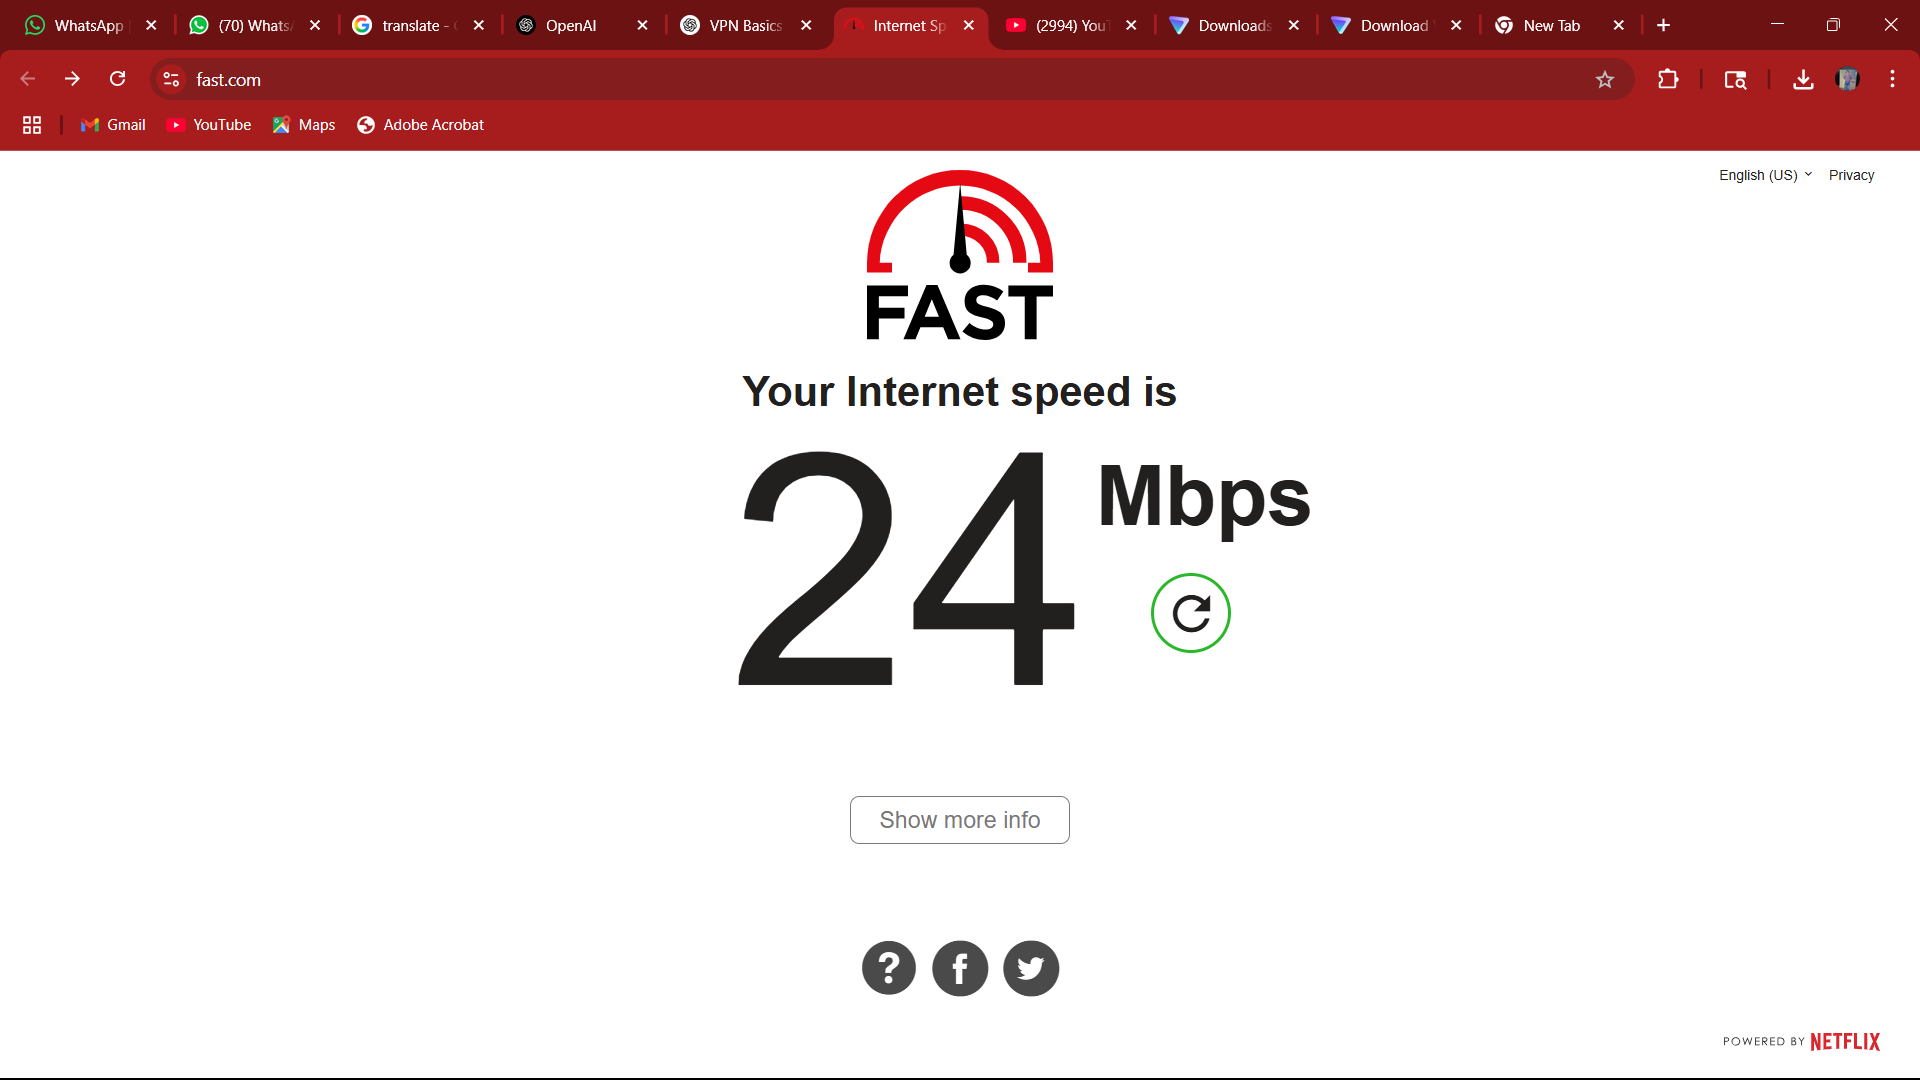 WhatsApp
(70) Whats
translate -
OpenAI
VPN Basics
Internet Sp
(2994) You
Downloads
Download
New Tab
fast.com
Gmail
YouTube
Maps
Adobe Acrobat
English (US)
Privacy
FAST
Your Internet speed is
24 Mbps
Show more info
POWERED BY NETFLIX